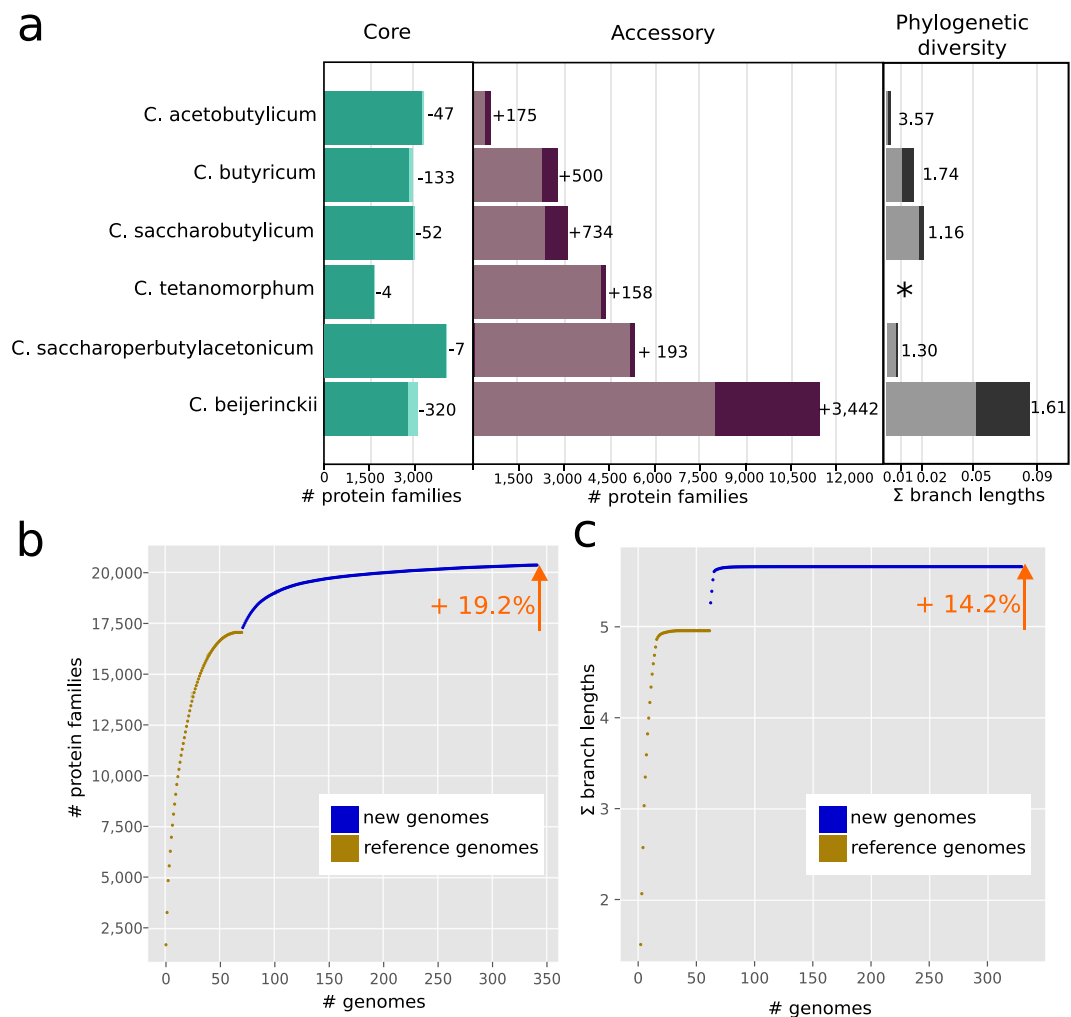 a
Core
Accessory
Phylogenetic
diversity
C. acetobutylicum
-47
+175
3.57
C. butyricum
-133
+500
1.74
C. saccharobutylicum
-52
+734
1.16
C. tetanomorphum
-4
+158
*
C. saccharoperbutylacetonicum
-7
+ 193
1.30
C. beijerinckii
-320
+3,442
1.61
0 1,500 3,000
1,500 3,000 4,500 6,000 7,500 9,000 10,500 12,000
0.01 0.02 0.05 0.09
# protein families
# protein families
Σ branch lengths
b
20,000
17,500
15,000
12,500
10,000
7,500
5,000
2,500
# protein families
+ 19.2%
new genomes
reference genomes
0 50 100 150 200 250 300 350
# genomes
c
5
4
3
2
Σ branch lengths
+ 14.2%
new genomes
reference genomes
0 50 100 150 200 250 300
# genomes